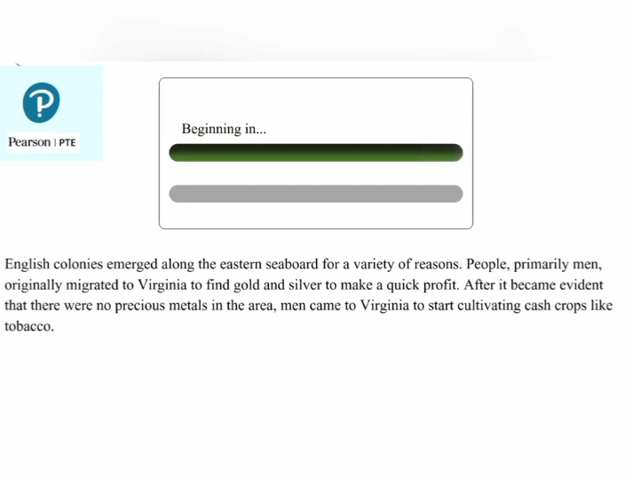 Pearson | PTE
Beginning in...
English colonies emerged along the eastern seaboard for a variety of reasons. People, primarily men,
originally migrated to Virginia to find gold and silver to make a quick profit. After it became evident
that there were no precious metals in the area, men came to Virginia to start cultivating cash crops like
tobacco.